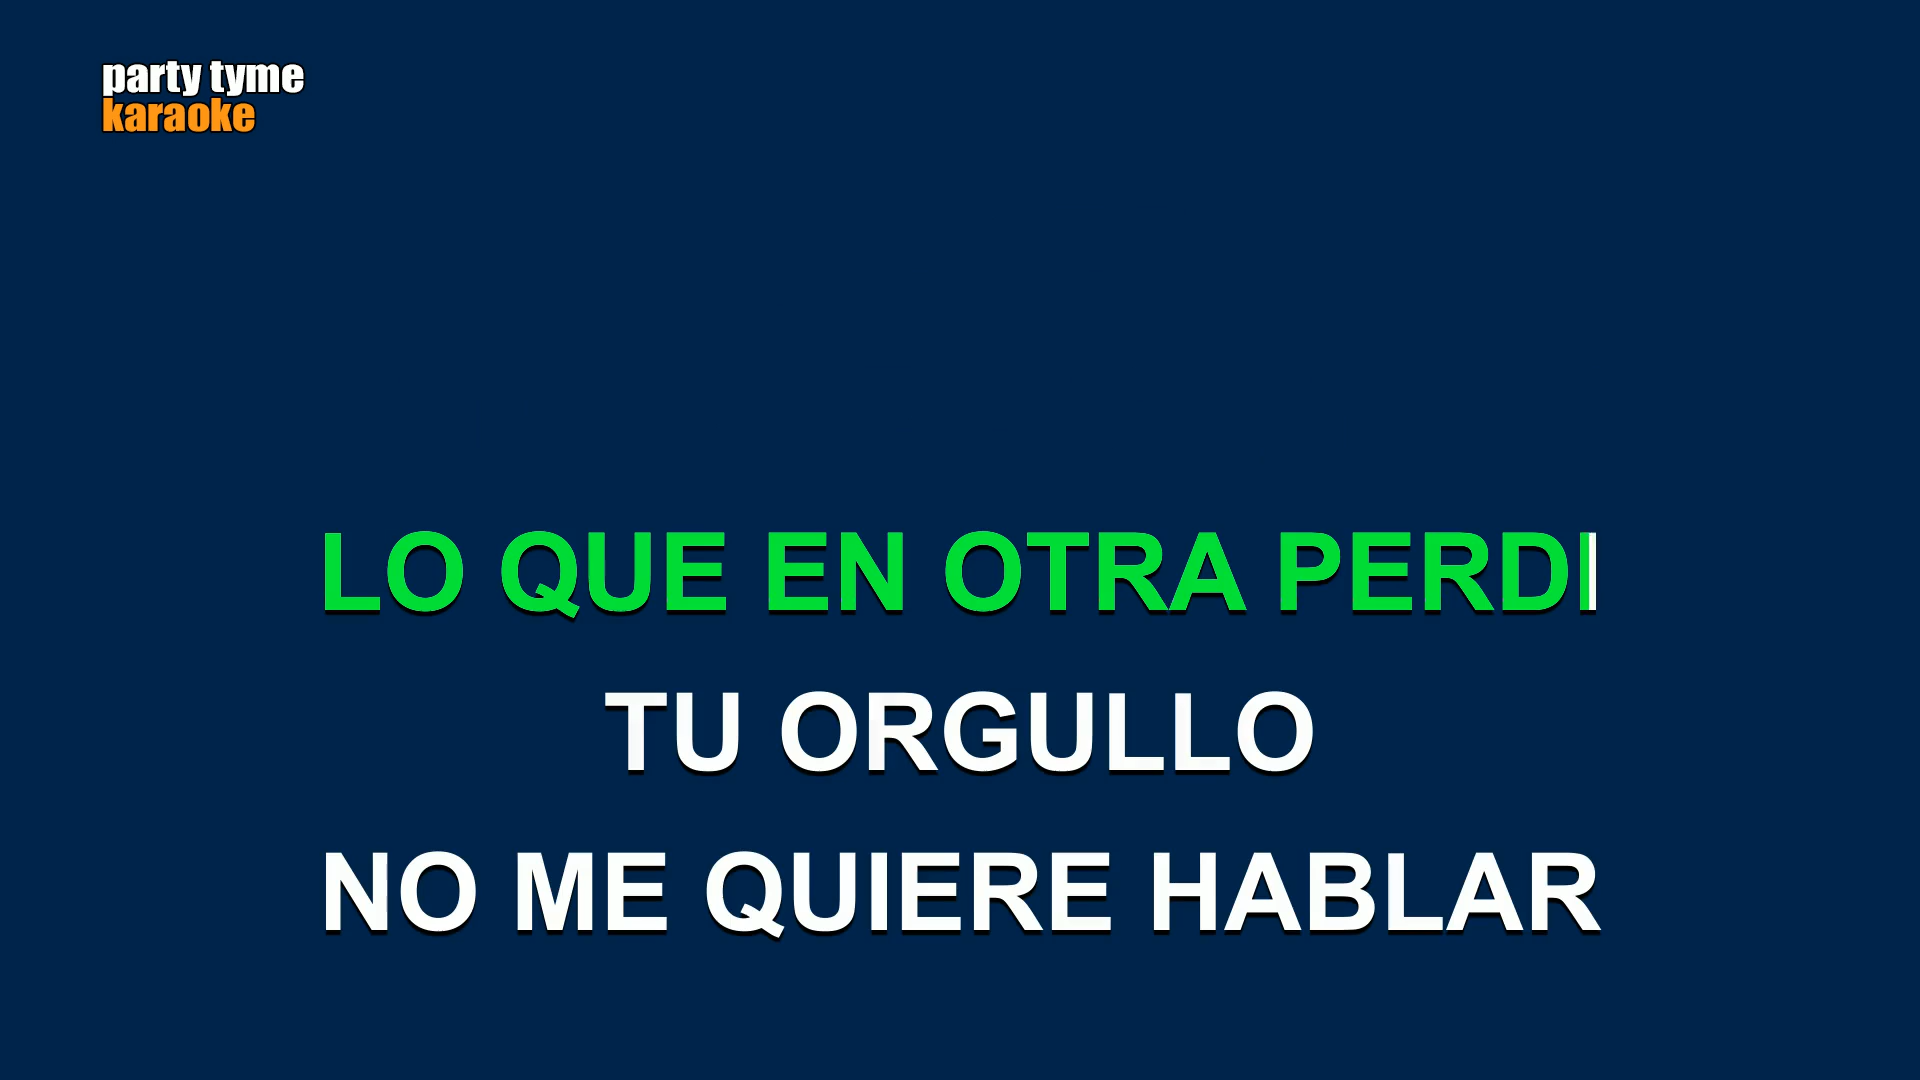 party tyme
karaoke
LO QUE EN OTRA PERDI
TU ORGULLO
NO ME QUIERE HABLAR